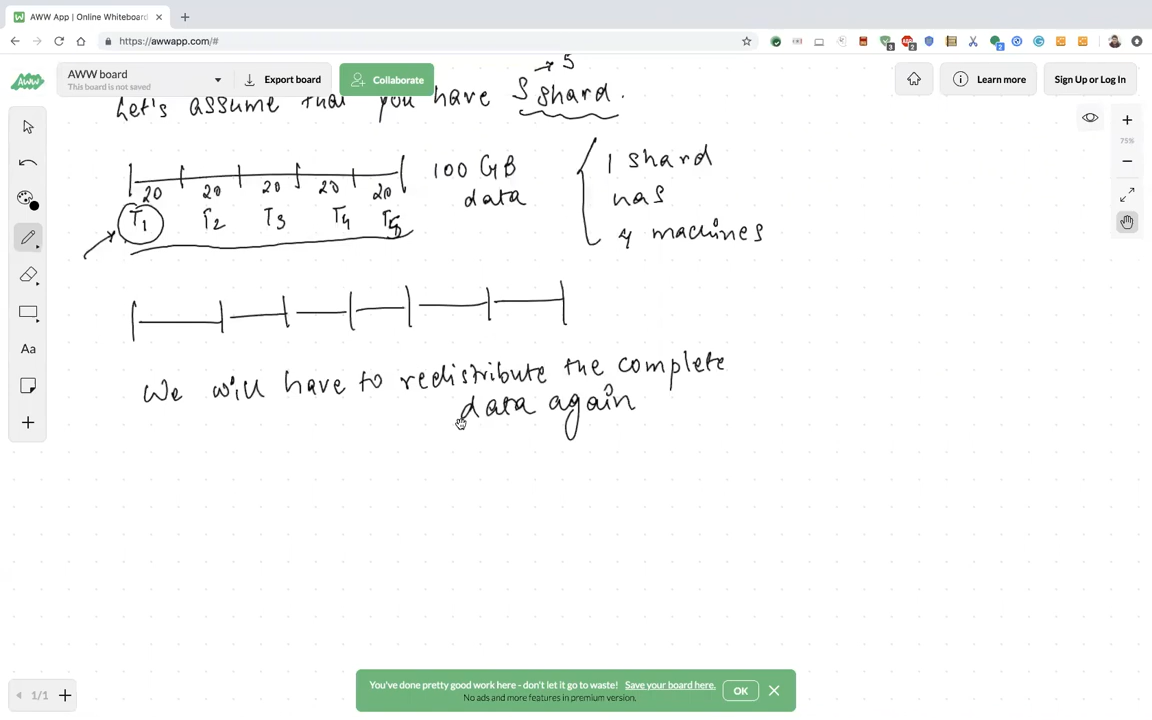 AWW App | Online Whiteboard
https://awwapp.com/#
AWW
AWW board
This board is not saved
Export board
Collaborate
Learn more
Sign Up or Log In
→ 5
Let's assume that you have S shard.
20 20 20 20 20
T1 T2 T3 T4 T5
100 GB
data
1 shard
has
4 machines
75%
We will have to redistribute the complete
data again
Aa
1/1
You've done pretty good work here - don't let it go to waste! Save your board here.
No ads and more features in premium version.
OK